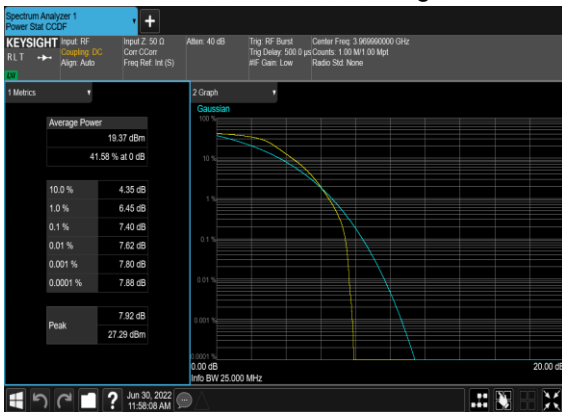 Spectrum Analyzer 1
Power Stat CCDF
+
KEYSIGHT
RLT
LV
Input: RF
Coupling: DC
Align: Auto
Input Z: 50 Ω
Corr CCorr
Freq Ref: Int (S)
Atten: 40 dB
Trig: RF Burst
Trig Delay: 500.0 µs
#IF Gain: Low
Center Freq: 3.969990000 GHz
Counts: 1.00 M/1.00 Mpt
Radio Std: None
1 Metrics
Average Power
19.37 dBm
41.58 % at 0 dB
10.0 % 4.35 dB
1.0 % 6.45 dB
0.1 % 7.40 dB
0.01 % 7.62 dB
0.001 % 7.80 dB
0.0001 % 7.88 dB
Peak
7.92 dB
27.29 dBm
2 Graph
Gaussian
100 %
10 %
1 %
0.1 %
0.01 %
0.001 %
0.0001 %
0.00 dB 20.00 dB
Info BW 25.000 MHz
? Jun 30, 2022
11:58:08 AM